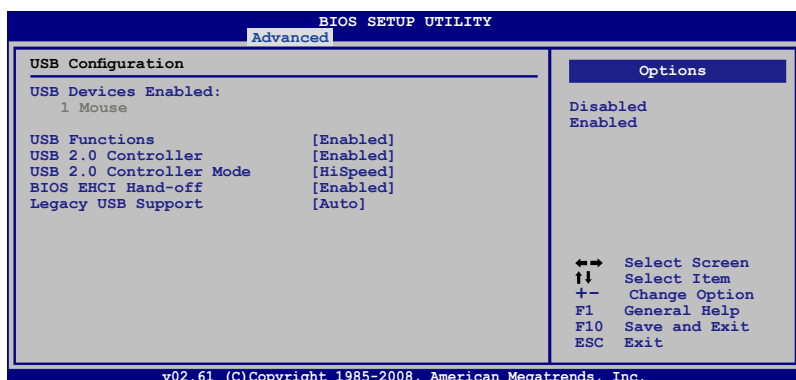 BIOS SETUP UTILITY
Advanced
USB Configuration
USB Devices Enabled:
1 Mouse
USB Functions [Enabled]
USB 2.0 Controller [Enabled]
USB 2.0 Controller Mode [HiSpeed]
BIOS EHCI Hand-off [Enabled]
Legacy USB Support [Auto]
Options
Disabled
Enabled
←→ Select Screen
↑↓ Select Item
+- Change Option
F1 General Help
F10 Save and Exit
ESC Exit
v02.61 (C)Copyright 1985-2008, American Megatrends, Inc.